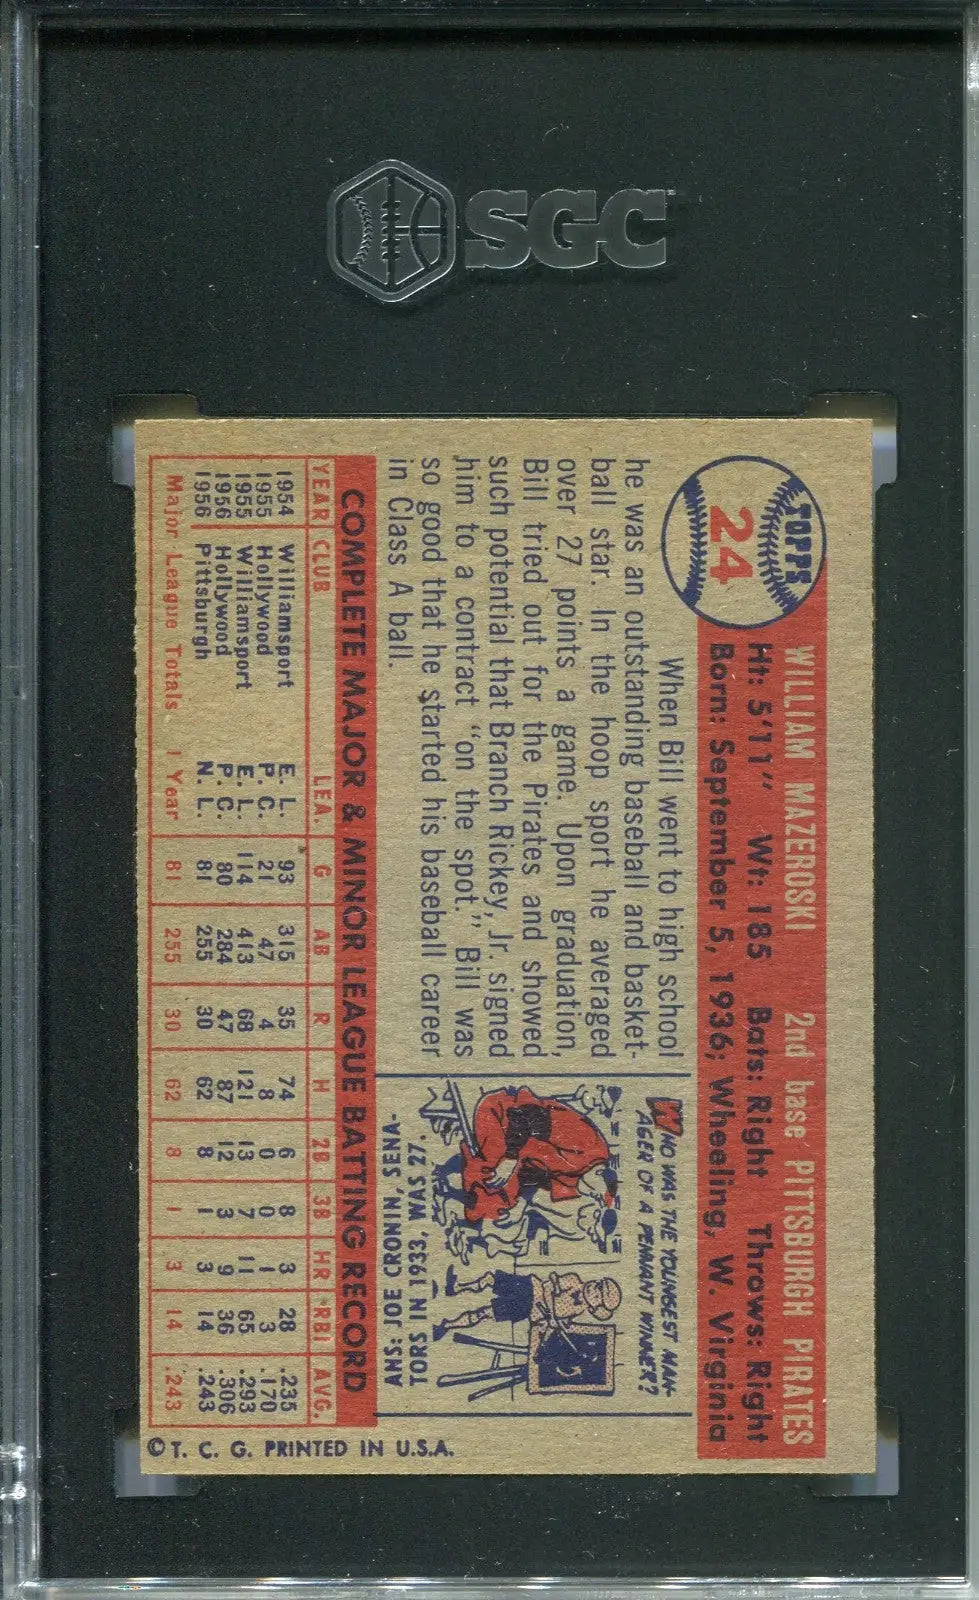 SGC
TOPPS
24
WILLIAM MAZEROSKI 2nd base PITTSBURGH PIRATES
Ht: 5'11" Wt: 185 Bats: Right Throws: Right
Born: September 5, 1936; Wheeling, W. Virginia
When Bill went to high school
he was an outstanding baseball and basket-
ball star. In the hoop sport he averaged
over 27 points a game. Upon graduation,
Bill tried out for the Pirates and showed
such potential that Branch Rickey, Jr. signed
him to a contract "on the spot." Bill was
so good that he started his baseball career
in Class A ball.
WHO WAS THE YOUNGEST MAN-
AGER OF A PENNANT WINNER?
ANS: JOE CRONIN, SENA-
TORS IN 1933, WAS 27.
COMPLETE MAJOR & MINOR LEAGUE BATTING RECORD
YEAR CLUB LEA. G AB R H 2B 3B HR RBI AVG.
1954 Williamsport E. L. 93 315 35 74 6 8 3 28 .235
1955 Hollywood P. C. 21 47 4 8 0 0 1 3 .170
1955 Williamsport E. L. 114 413 68 121 13 7 11 65 .293
1956 Hollywood P. C. 80 284 47 87 12 3 9 36 .306
1956 Pittsburgh N. L. 81 255 30 62 8 1 3 14 .243
Major League Totals 1 Year 81 255 30 62 8 1 3 14 .243
© T. C. G. PRINTED IN U.S.A.